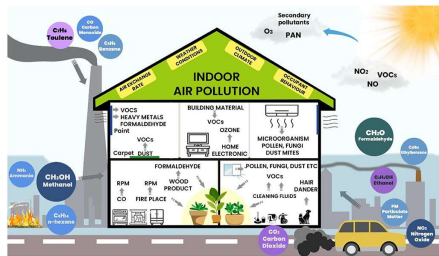 C7H8
Toulene
CO
Carbon
Monoxide
C6H6
Benzene
Secondary
pollutants
O3
PAN
NO2
VOCs
NO
AIR EXCHANGE
RATE
WEATHER
CONDITIONS
OUTDOOR
CLIMATE
OCCUPANT
BEHAVIOUR
INDOOR
AIR POLLUTION
VOCS
HEAVY METALS
FORMALDEHYDE
Paint
VOCs
Carpet
DUST
BUILDING MATERIAL
VOCs
OZONE
HOME
ELECTRONIC
MICROORGANISM
POLLEN, FUNGI
DUST MITES
CH2O
Formaldehyde
Ethylbenzene
C2H5OH
Ethanol
PM
Particulate
Matter
NO2
Nitrogen
Oxide
NH3
Ammonia
CH3OH
Methanol
n-hexane
FORMALDEHYDE
RPM
RPM
WOOD
PRODUCT
CO
FIRE PLACE
POLLEN, FUNGI, DUST ETC
VOCs
HAIR
DANDER
CLEANING FLUIDS
CO2
Carbon
Dioxide